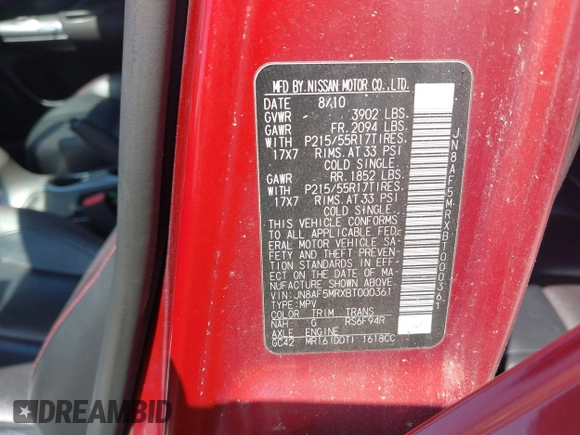 MFD BY.NISSAN MOTOR CO.,LTD.
DATE 8/10
GVWR 3902 LBS.
GAWR FR. 2094 LBS.
WITH P215/55R17TIRES.
17X7 RIMS. AT 33 PSI
COLD SINGLE.
GAWR RR. 1852 LBS.
WITH P215/55R17TIRES.
17X7 RIMS. AT 33 PSI
COLD SINGLE.
THIS VEHICLE CONFORMS
TO ALL APPLICABLE FED-
ERAL MOTOR VEHICLE SA-
FETY AND THEFT PREVEN-
TION STANDARDS IN EFF-
ECT ON THE DATE OF MA-
NUFACTURE SHOWN ABOVE.
VIN: JN8AF5MRXBT000361
TYPE: MPV
COLOR TRIM TRANS
NAH G RS6F94R
AXLE ENGINE
GC42 MR16(DDT) 1618CC
JN8AF5MRXBT000361
DREAMBID